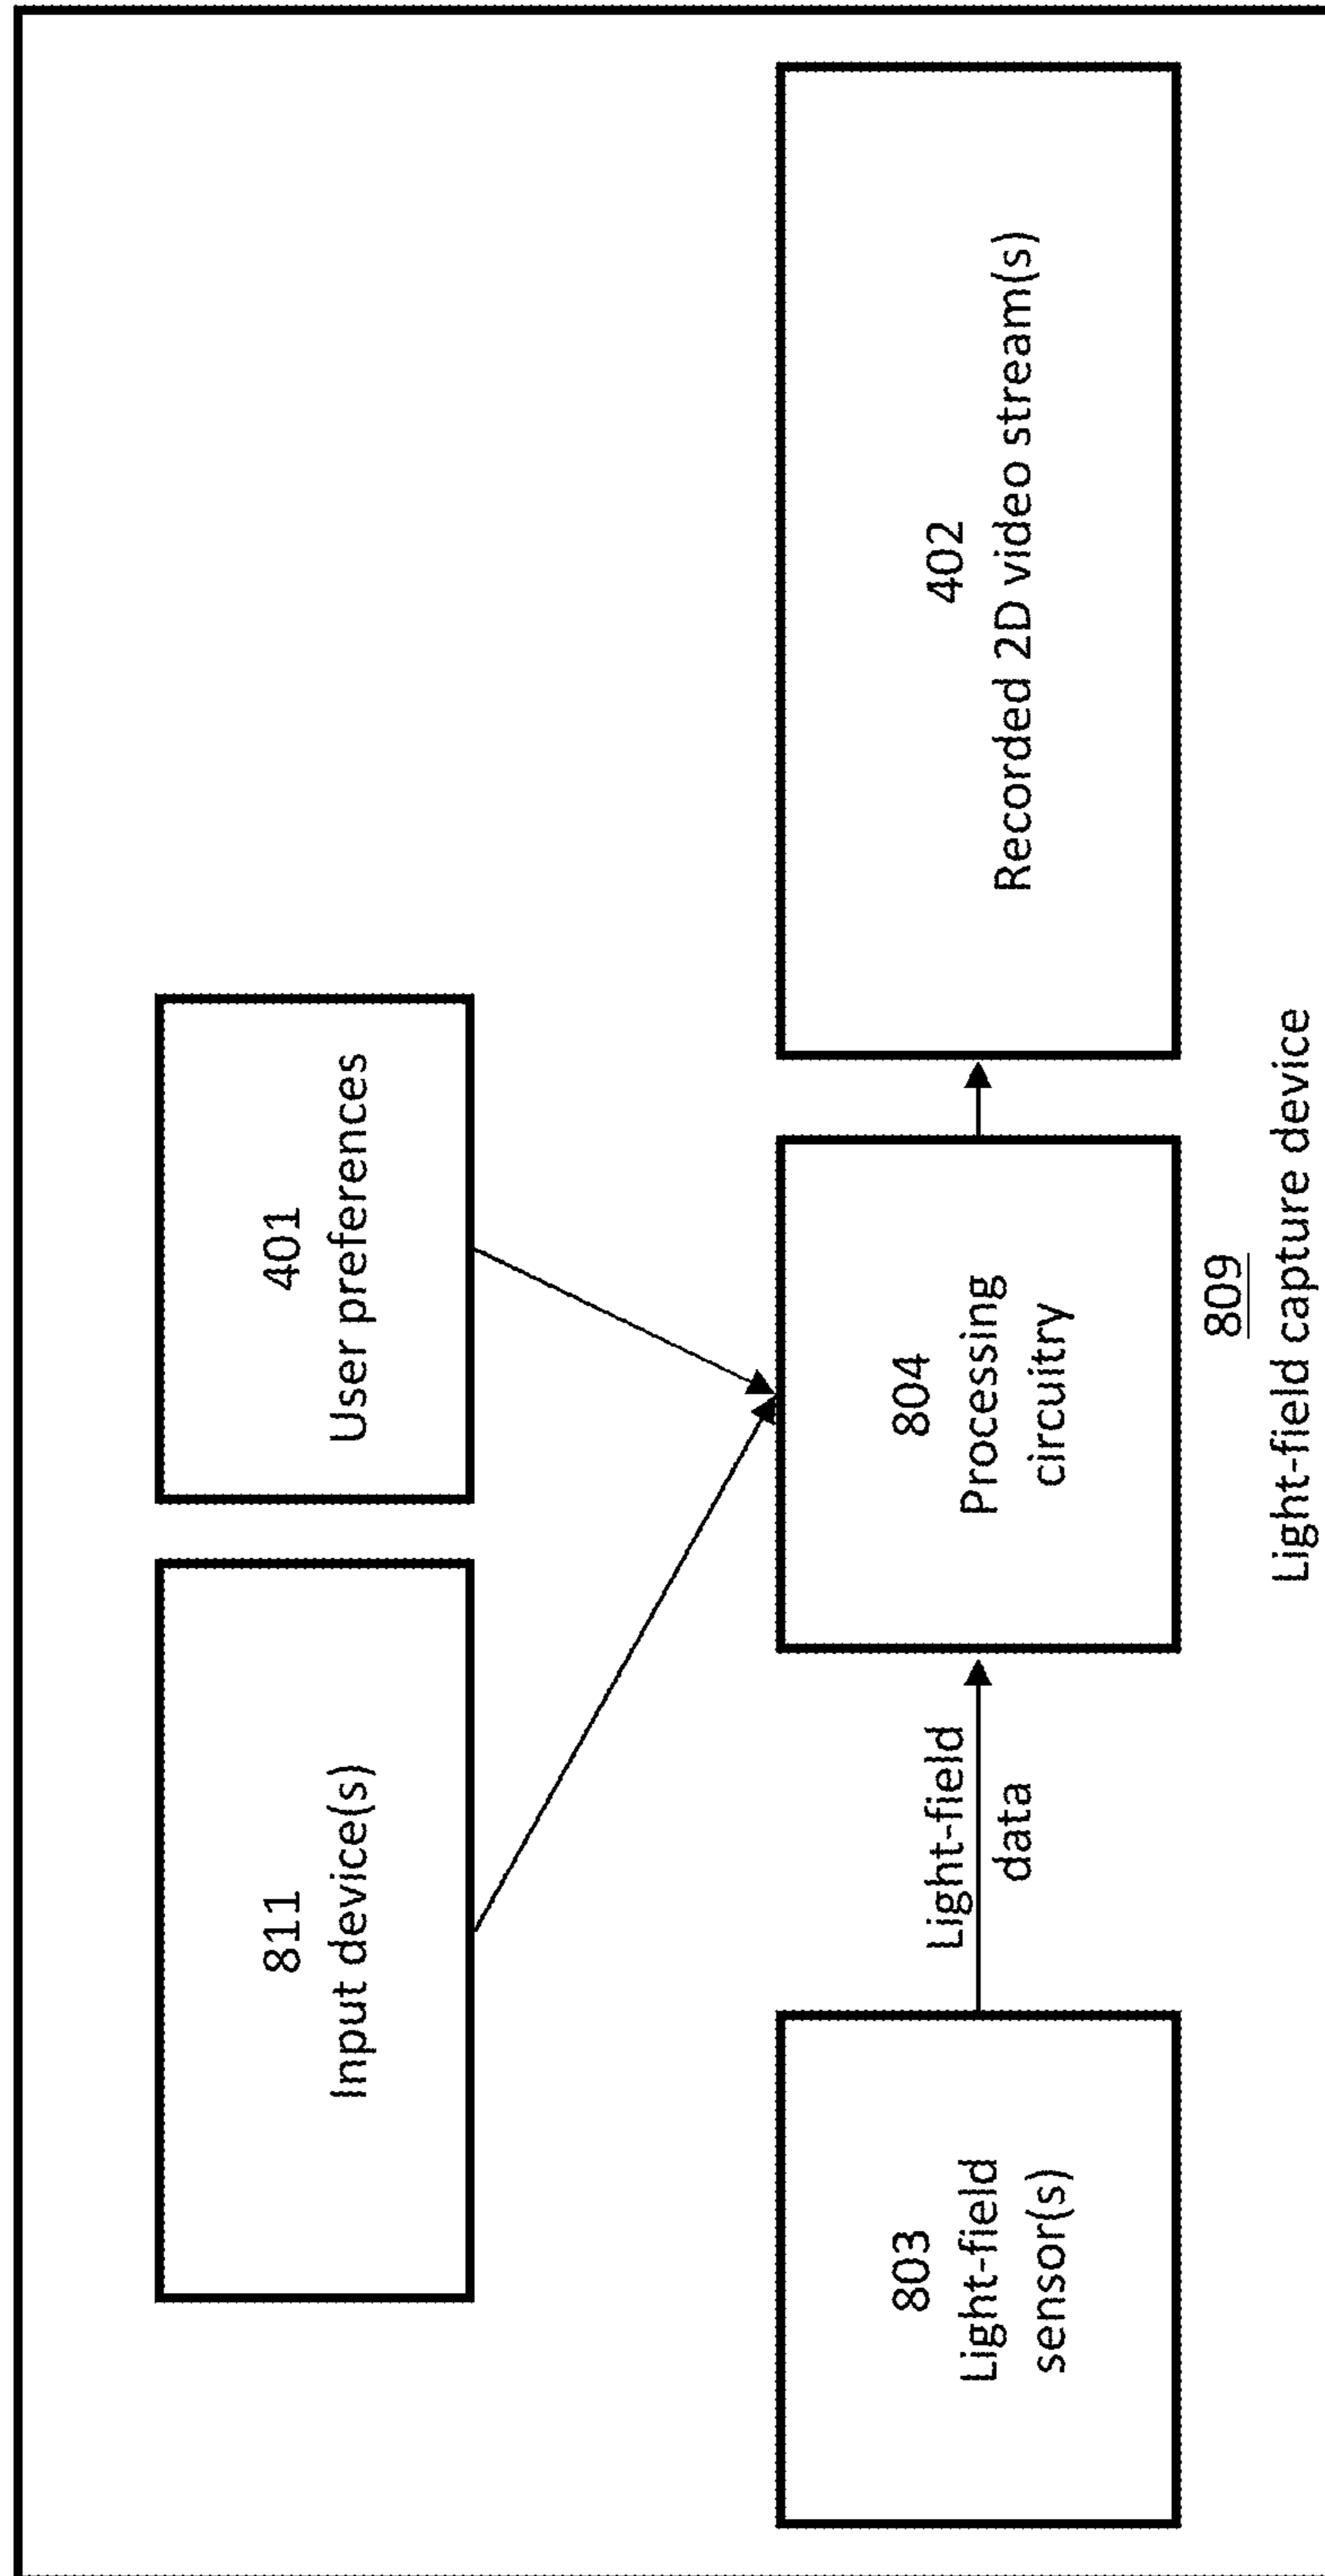 811
Input device(s)
401
User preferences
803
Light-field
sensor(s)
Light-field
data
804
Processing
circuitry
402
Recorded 2D video stream(s)
809
Light-field capture device